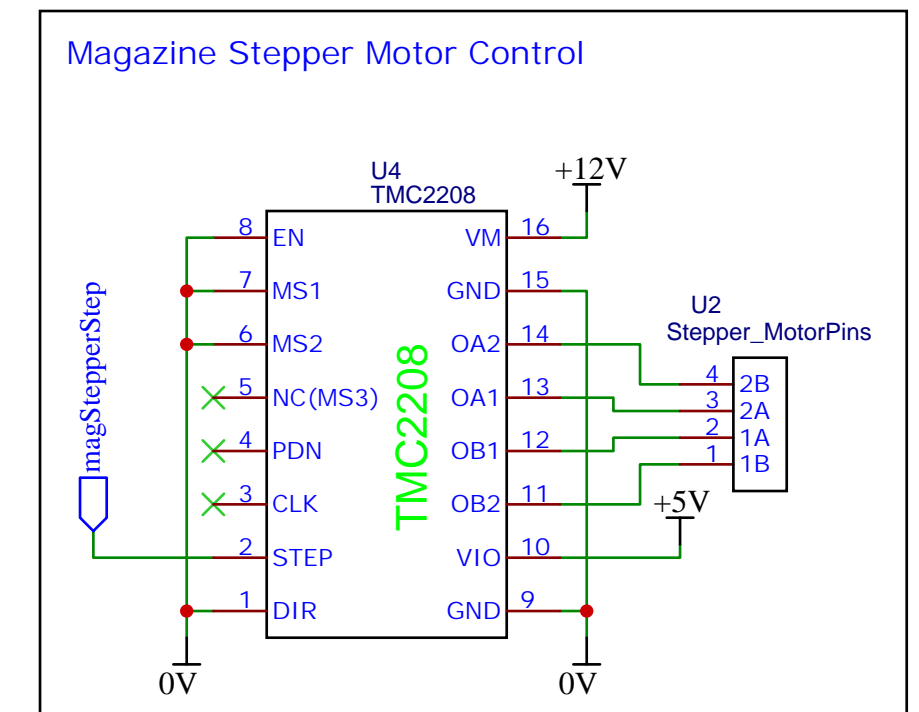 Magazine Stepper Motor Control
U4
TMC2208
+12V
8 EN
7 MS1
6 MS2
5 NC(MS3)
4 PDN
3 CLK
2 STEP
1 DIR
VM 16
GND 15
OA2 14
OA1 13
OB1 12
OB2 11
VIO 10
GND 9
TMC2208
magStepperStep
U2
Stepper_MotorPins
4 2B
3 2A
2 1A
1 1B
+5V
0V
0V